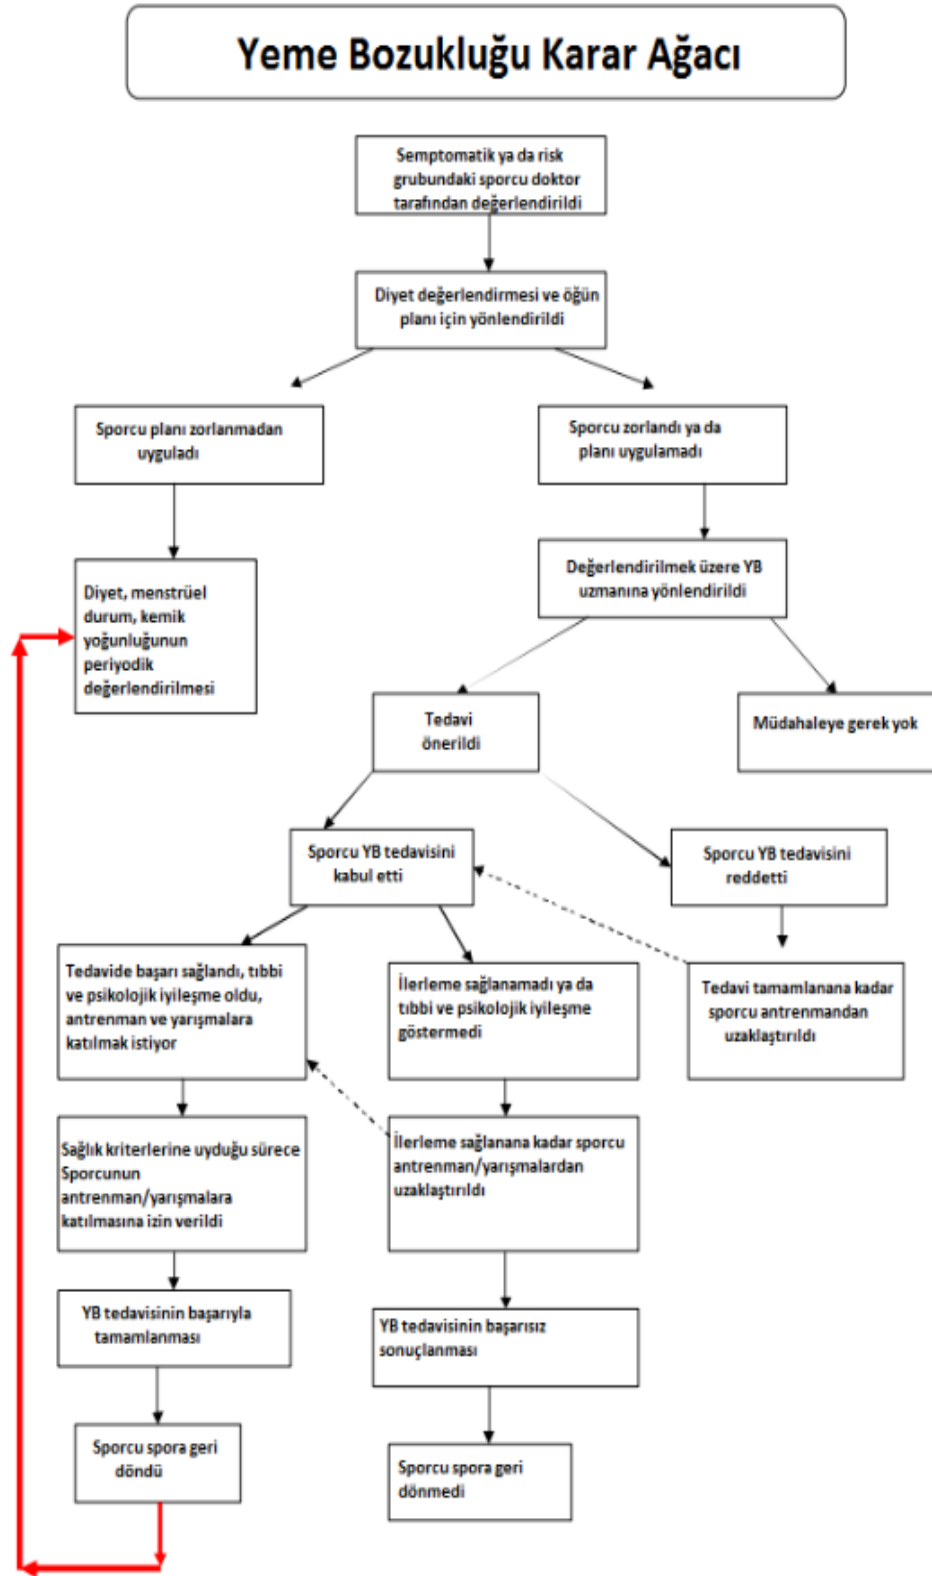 Yeme Bozukluğu Karar Ağacı
Semptomatik ya da risk
grubundaki sporcu doktor
tarafından değerlendirildi
Diyet değerlendirmesi ve öğün
planı için yönlendirildi
Sporcu planı zorlanmadan
uyguladı
Sporcu zorlandı ya da
planı uygulamadı
Diyet, menstrüel
durum, kemik
yoğunluğunun
periyodik
değerlendirilmesi
Değerlendirilmek üzere YB
uzmanına yönlendirildi
Tedavi
önerildi
Müdahaleye gerek yok
Sporcu YB tedavisini
kabul etti
Sporcu YB tedavisini
reddetti
Tedavide başarı sağlandı, tıbbi
ve psikolojik iyileşme oldu,
antrenman ve yarışmalara
katılmak istiyor
İlerleme sağlanamadı ya da
tıbbi ve psikolojik iyileşme
göstermedi
Tedavi tamamlanana kadar
sporcu antrenmandan
uzaklaştırıldı
Sağlık kriterlerine uyduğu sürece
Sporcunun
antrenman/yarışmalara
katılmasına izin verildi
İlerleme sağlanana kadar sporcu
antrenman/yarışmalardan
uzaklaştırıldı
YB tedavisinin başarıyla
tamamlanması
YB tedavisinin başarısız
sonuçlanması
Sporcu spora geri
döndü
Sporcu spora geri
dönmedi